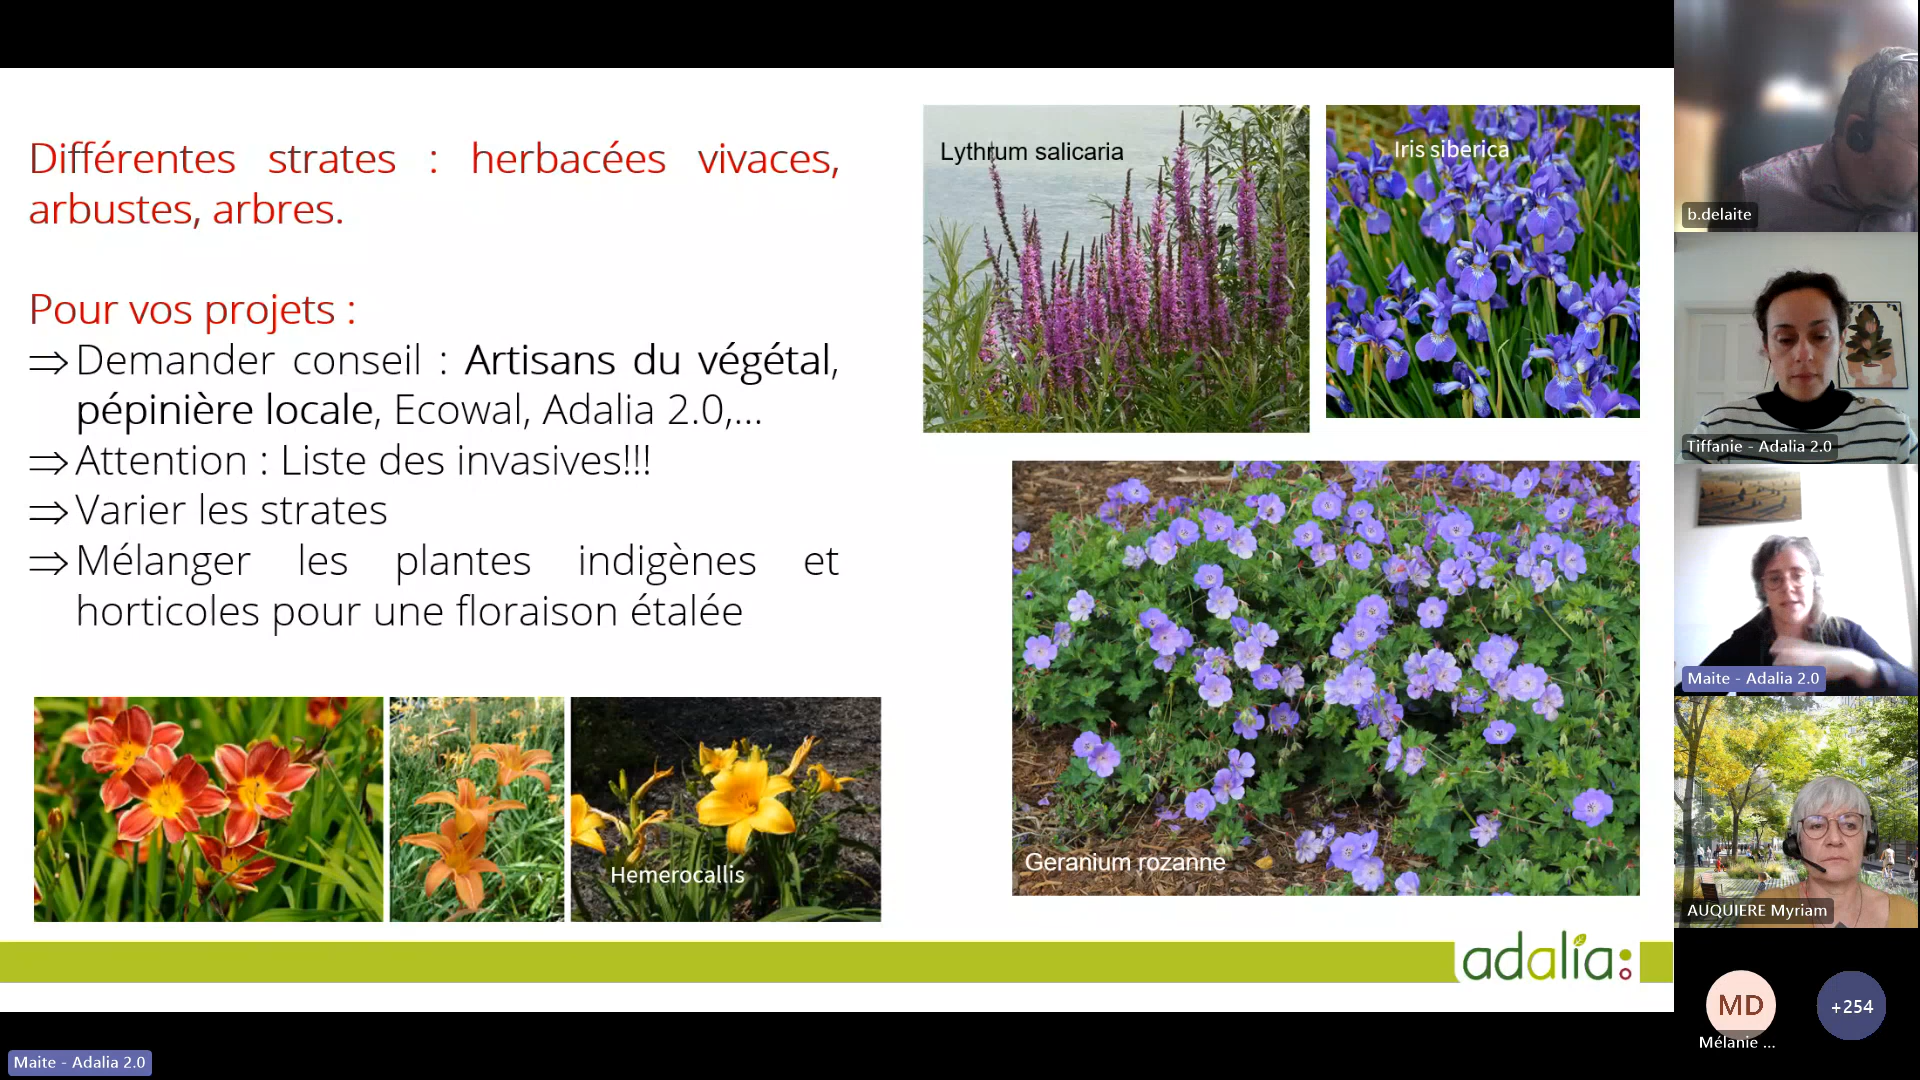 Différentes strates : herbacées vivaces,
arbustes, arbres.
Pour vos projets :
⇒ Demander conseil : Artisans du végétal,
pépinière locale, Ecowal, Adalia 2.0,...
⇒ Attention : Liste des invasives!!!
⇒ Varier les strates
⇒ Mélanger les plantes indigènes et
horticoles pour une floraison étalée
Lythrum salicaria
Iris siberica
Hemerocallis
Geranium rozanne
adalia
b.delaite
Tiffanie - Adalia 2.0
Maite - Adalia 2.0
AUQUIERE Myriam
MD
Mélanie ...
+254
Maite - Adalia 2.0